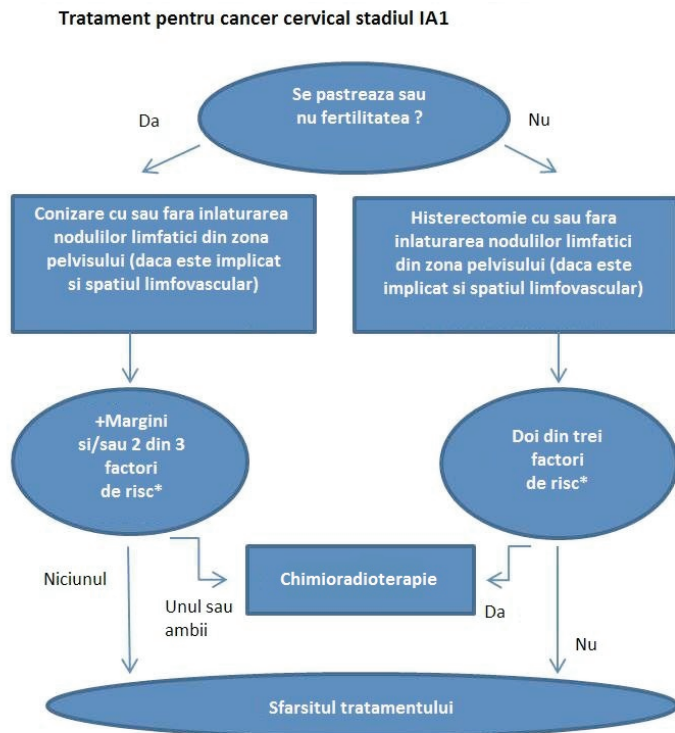 Tratament pentru cancer cervical stadiul IA1
Se pastreaza sau
nu fertilitatea ?
Da
Nu
Conizare cu sau fara inlaturarea
nodulilor limfatici din zona
pelvisului (daca este implicat
si spatiul limfovascular)
Histerectomie cu sau fara
inlaturarea nodulilor limfatici
din zona pelvisului (daca este
implicat si spatiul limfovascular)
+Margini
si/sau 2 din 3
factori
de risc*
Doi din trei
factori
de risc*
Niciunul
Unul sau
ambii
Chimioradioterapie
Da
Nu
Sfarsitul tratamentului